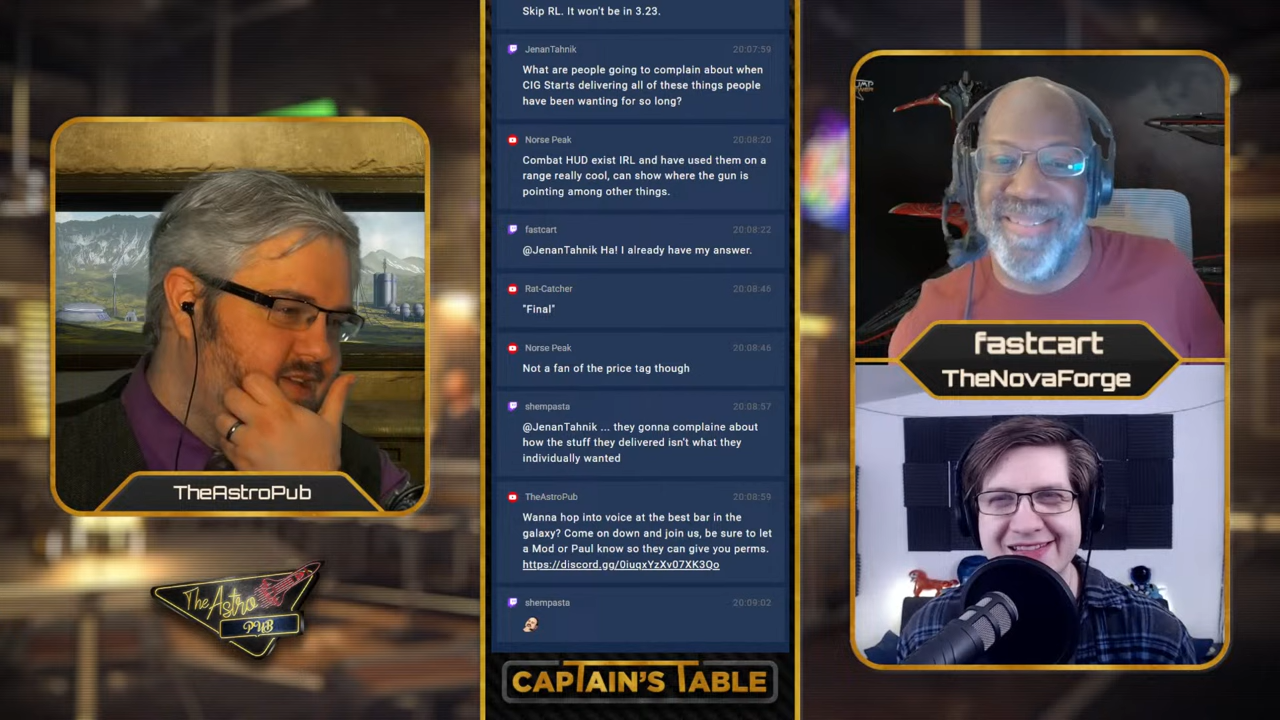 Skip RL. It won't be in 3.23.
JenanTahnik 20:07:59
What are people going to complain about when
CIG Starts delivering all of these things people
have been wanting for so long?
Norse Peak 20:08:20
Combat HUD exist IRL and have used them on a
range really cool, can show where the gun is
pointing among other things.
fastcart 20:08:22
@JenanTahnik Ha! I already have my answer.
Rat-Catcher 20:08:46
"Final"
Norse Peak 20:08:46
Not a fan of the price tag though
shempasta 20:08:57
@JenanTahnik ... they gonna complaine about
how the stuff they delivered isn't what they
individually wanted
TheAstroPub 20:08:59
Wanna hop into voice at the best bar in the
galaxy? Come on down and join us, be sure to let
a Mod or Paul know so they can give you perms.
https://discord.gg/0iuqxYzXv07XK3Qo
shempasta 20:09:02
CAPTAIN'S TABLE
TheAstroPub
The Astro
PUB
fastcart
TheNovaForge